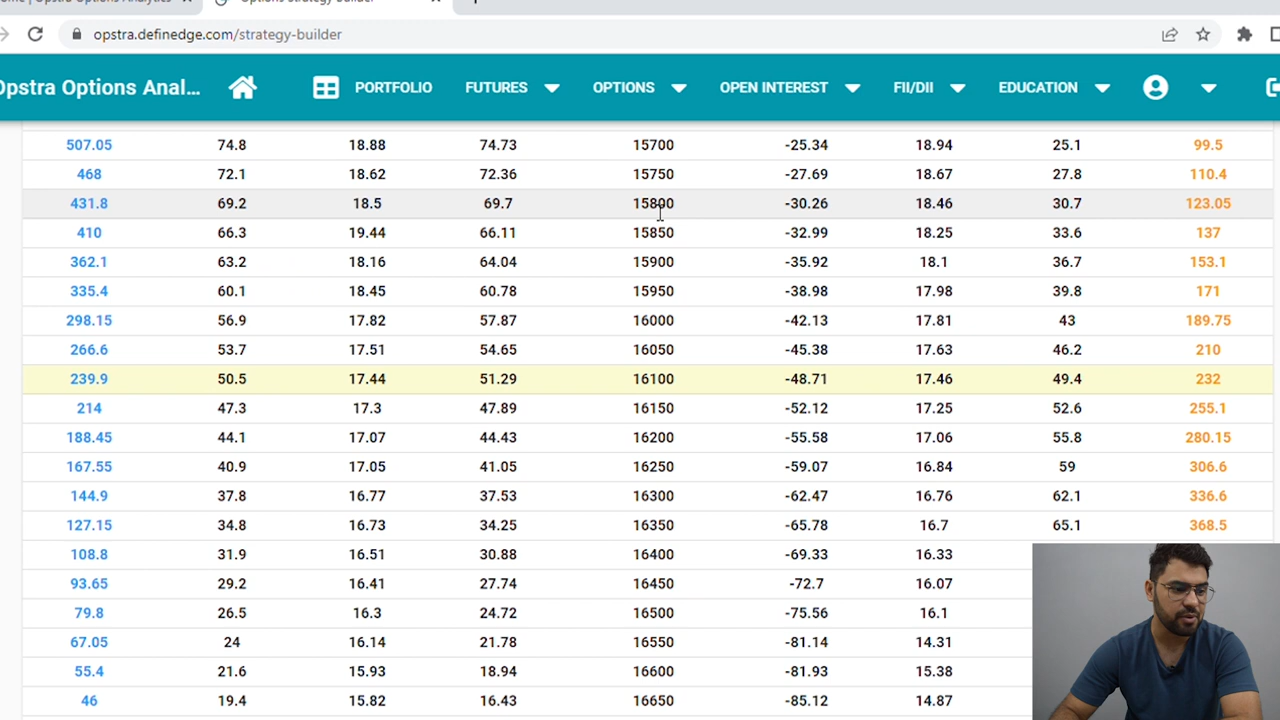 Options Strategy Builder
opstra.definedge.com/strategy-builder
Opstra Options Anal... PORTFOLIO FUTURES OPTIONS OPEN INTEREST FII/DII EDUCATION
507.05 74.8 18.88 74.73 15700 -25.34 18.94 25.1 99.5
468 72.1 18.62 72.36 15750 -27.69 18.67 27.8 110.4
431.8 69.2 18.5 69.7 15800 -30.26 18.46 30.7 123.05
410 66.3 19.44 66.11 15850 -32.99 18.25 33.6 137
362.1 63.2 18.16 64.04 15900 -35.92 18.1 36.7 153.1
335.4 60.1 18.45 60.78 15950 -38.98 17.98 39.8 171
298.15 56.9 17.82 57.87 16000 -42.13 17.81 43 189.75
266.6 53.7 17.51 54.65 16050 -45.38 17.63 46.2 210
239.9 50.5 17.44 51.29 16100 -48.71 17.46 49.4 232
214 47.3 17.3 47.89 16150 -52.12 17.25 52.6 255.1
188.45 44.1 17.07 44.43 16200 -55.58 17.06 55.8 280.15
167.55 40.9 17.05 41.05 16250 -59.07 16.84 59 306.6
144.9 37.8 16.77 37.53 16300 -62.47 16.76 62.1 336.6
127.15 34.8 16.73 34.25 16350 -65.78 16.7 65.1 368.5
108.8 31.9 16.51 30.88 16400 -69.33 16.33
93.65 29.2 16.41 27.74 16450 -72.7 16.07
79.8 26.5 16.3 24.72 16500 -75.56 16.1
67.05 24 16.14 21.78 16550 -81.14 14.31
55.4 21.6 15.93 18.94 16600 -81.93 15.38
46 19.4 15.82 16.43 16650 -85.12 14.87